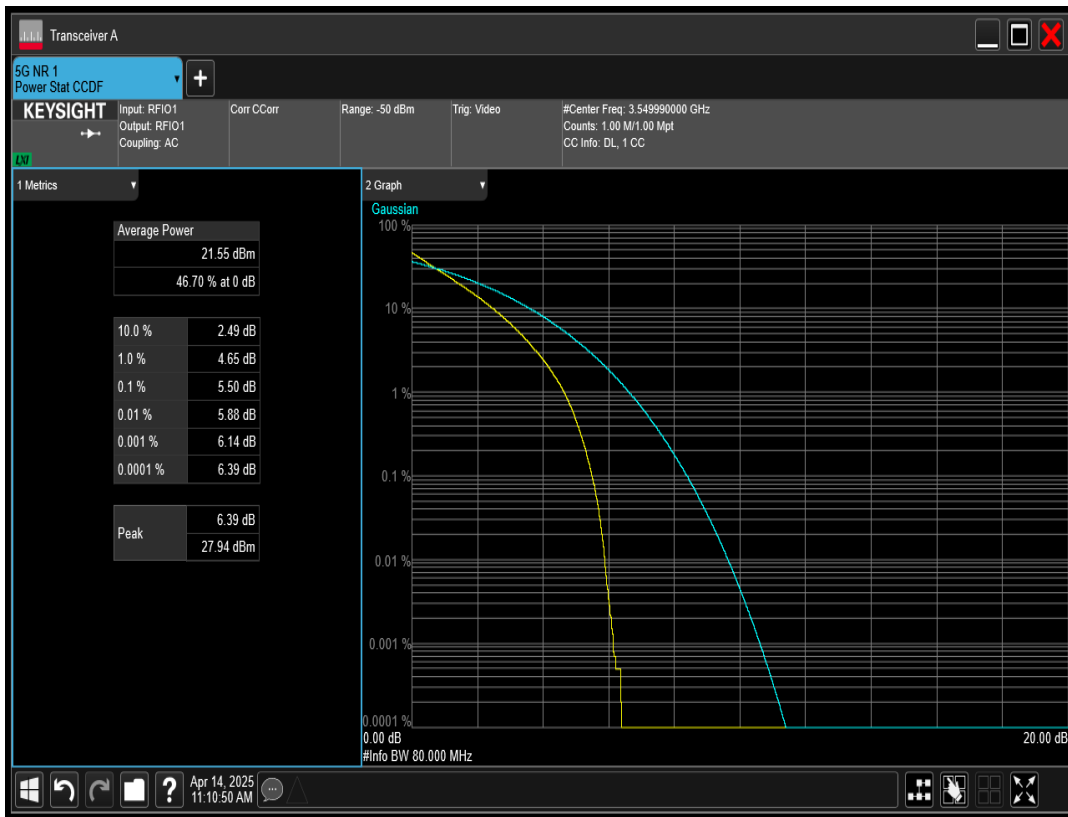 Transceiver A
5G NR 1
Power Stat CCDF
+
KEYSIGHT
LXI
Input: RFIO1
Output: RFIO1
Coupling: AC
Corr CCorr
Range: -50 dBm
Trig: Video
#Center Freq: 3.549990000 GHz
Counts: 1.00 M/1.00 Mpt
CC Info: DL, 1 CC
1 Metrics
Average Power
21.55 dBm
46.70 % at 0 dB
10.0 % 2.49 dB
1.0 % 4.65 dB
0.1 % 5.50 dB
0.01 % 5.88 dB
0.001 % 6.14 dB
0.0001 % 6.39 dB
Peak 6.39 dB
27.94 dBm
2 Graph
Gaussian
100 %
10 %
1 %
0.1 %
0.01 %
0.001 %
0.0001 %
0.00 dB 20.00 dB
#Info BW 80.000 MHz
?
Apr 14, 2025
11:10:50 AM